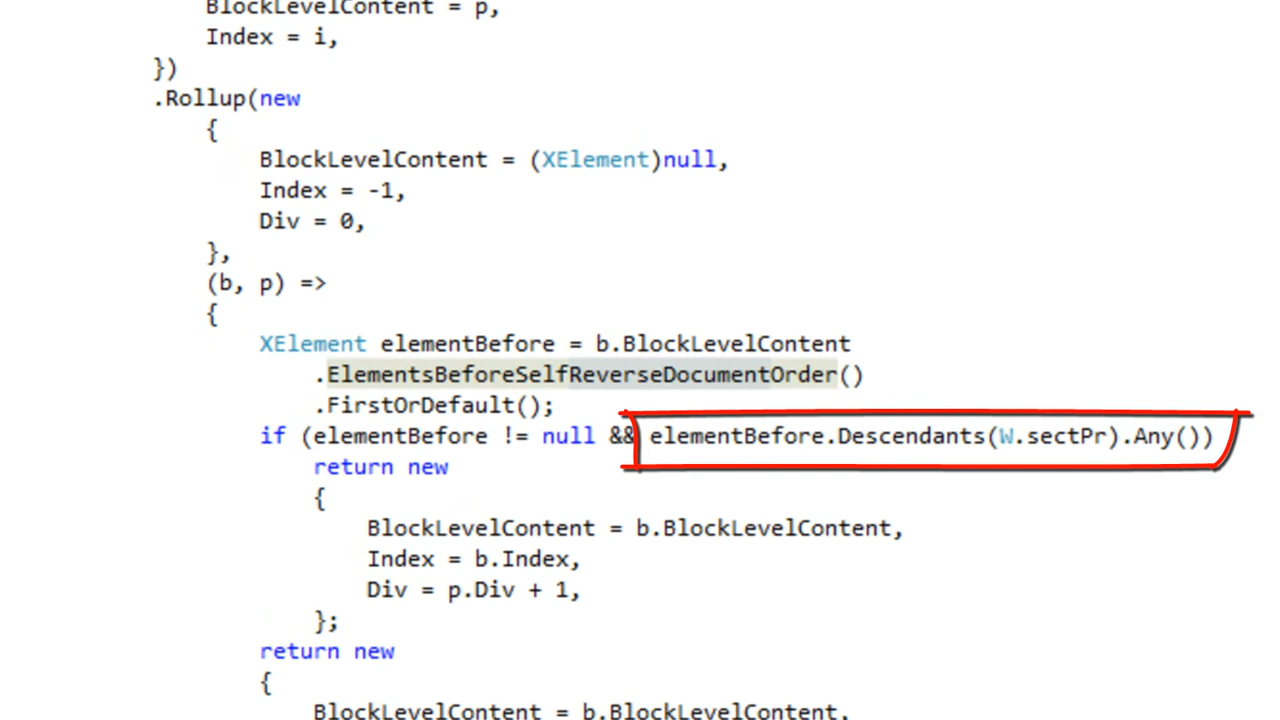 BlockLevelContent = p,
Index = i,
})
.Rollup(new
{
BlockLevelContent = (XElement)null,
Index = -1,
Div = 0,
},
(b, p) =>
{
XElement elementBefore = b.BlockLevelContent
.ElementsBeforeSelfReverseDocumentOrder()
.FirstOrDefault();
if (elementBefore != null && elementBefore.Descendants(W.sectPr).Any())
return new
{
BlockLevelContent = b.BlockLevelContent,
Index = b.Index,
Div = p.Div + 1,
};
return new
{
BlockLevelContent = b.BlockLevelContent,